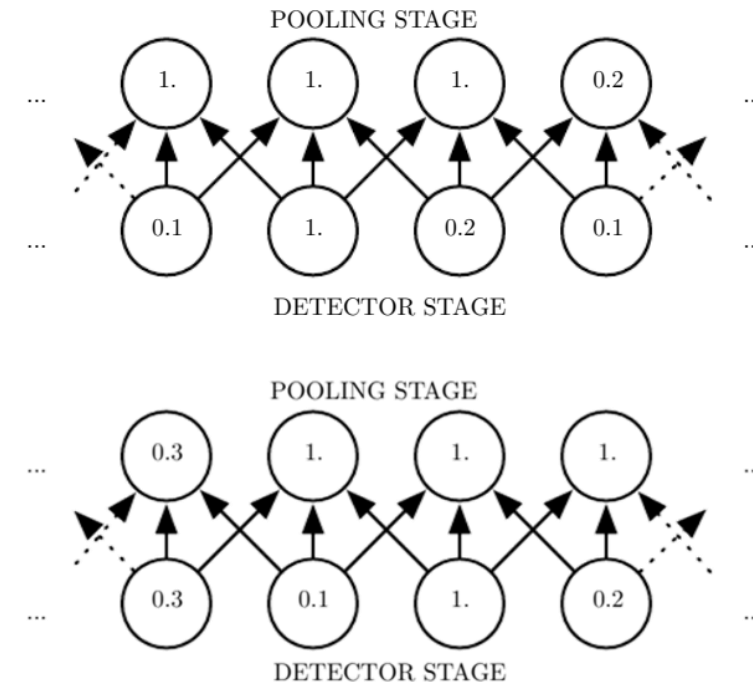 POOLING STAGE
... 1. 1. 1. 0.2 ..
... 0.1 1. 0.2 0.1 ..
DETECTOR STAGE
POOLING STAGE
... 0.3 1. 1. 1. ..
... 0.3 0.1 1. 0.2 ..
DETECTOR STAGE